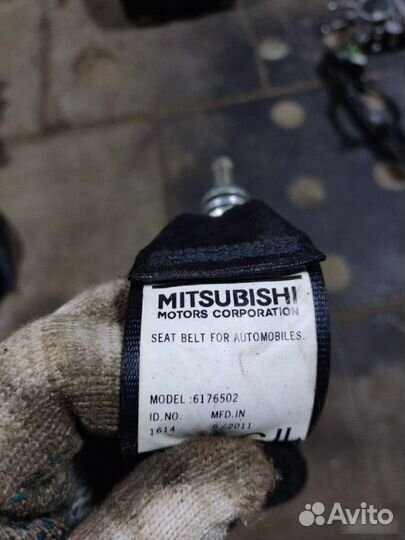 MITSUBISHI
MOTORS CORPORATION
SEAT BELT FOR AUTOMOBILES.
MODEL :6176502
ID.NO. MFD.IN
1614 6/2011
Avito